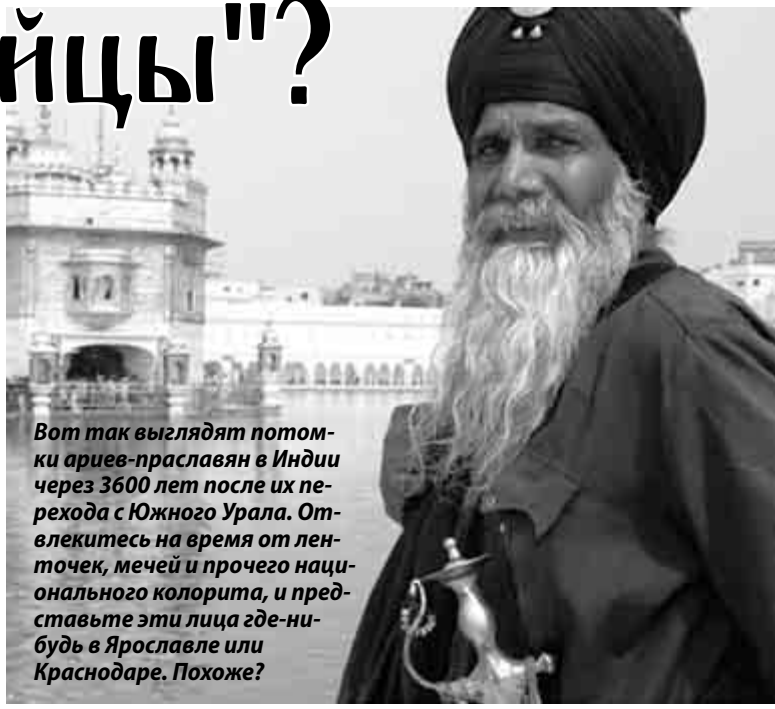 йцы"?
Вот так выглядят потом-
ки ариев-праславян в Индии
через 3600 лет после их пе-
рехода с Южного Урала. От-
влекитесь на время от лен-
точек, мечей и прочего наци-
онального колорита, и пред-
ставьте эти лица где-ни-
будь в Ярославле или
Краснодаре. Похоже?